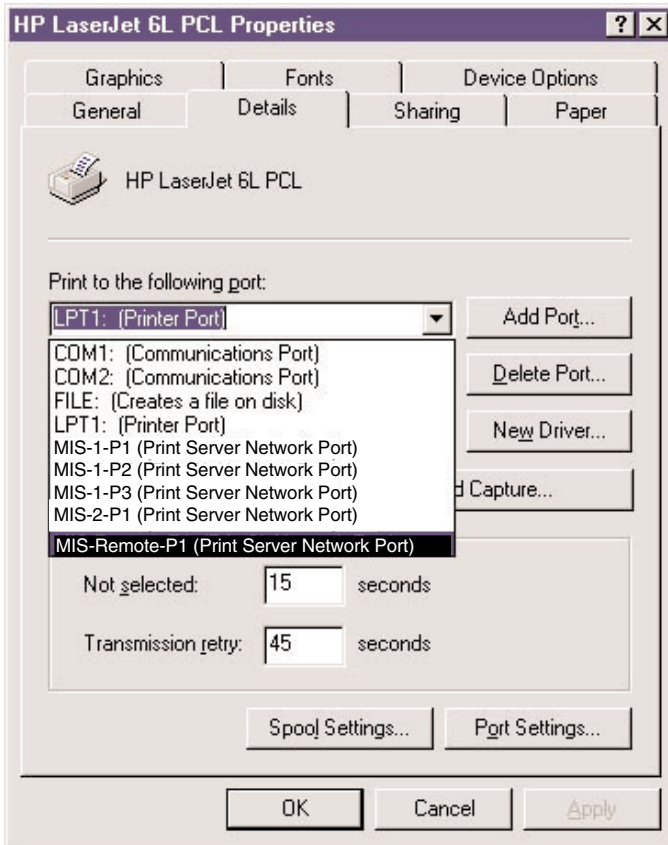 HP LaserJet 6L PCL Properties ? ×
Graphics Fonts Device Options
General Details Sharing Paper
HP LaserJet 6L PCL
Print to the following port:
LPT1: (Printer Port) Add Port...
COM1: (Communications Port)
COM2: (Communications Port) Delete Port...
FILE: (Creates a file on disk)
LPT1: (Printer Port) New Driver...
MIS-1-P1 (Print Server Network Port)
MIS-1-P2 (Print Server Network Port)
MIS-1-P3 (Print Server Network Port) Capture...
MIS-2-P1 (Print Server Network Port)
MIS-Remote-P1 (Print Server Network Port)
Not selected: 15 seconds
Transmission retry: 45 seconds
Spool Settings... Port Settings...
OK Cancel Apply